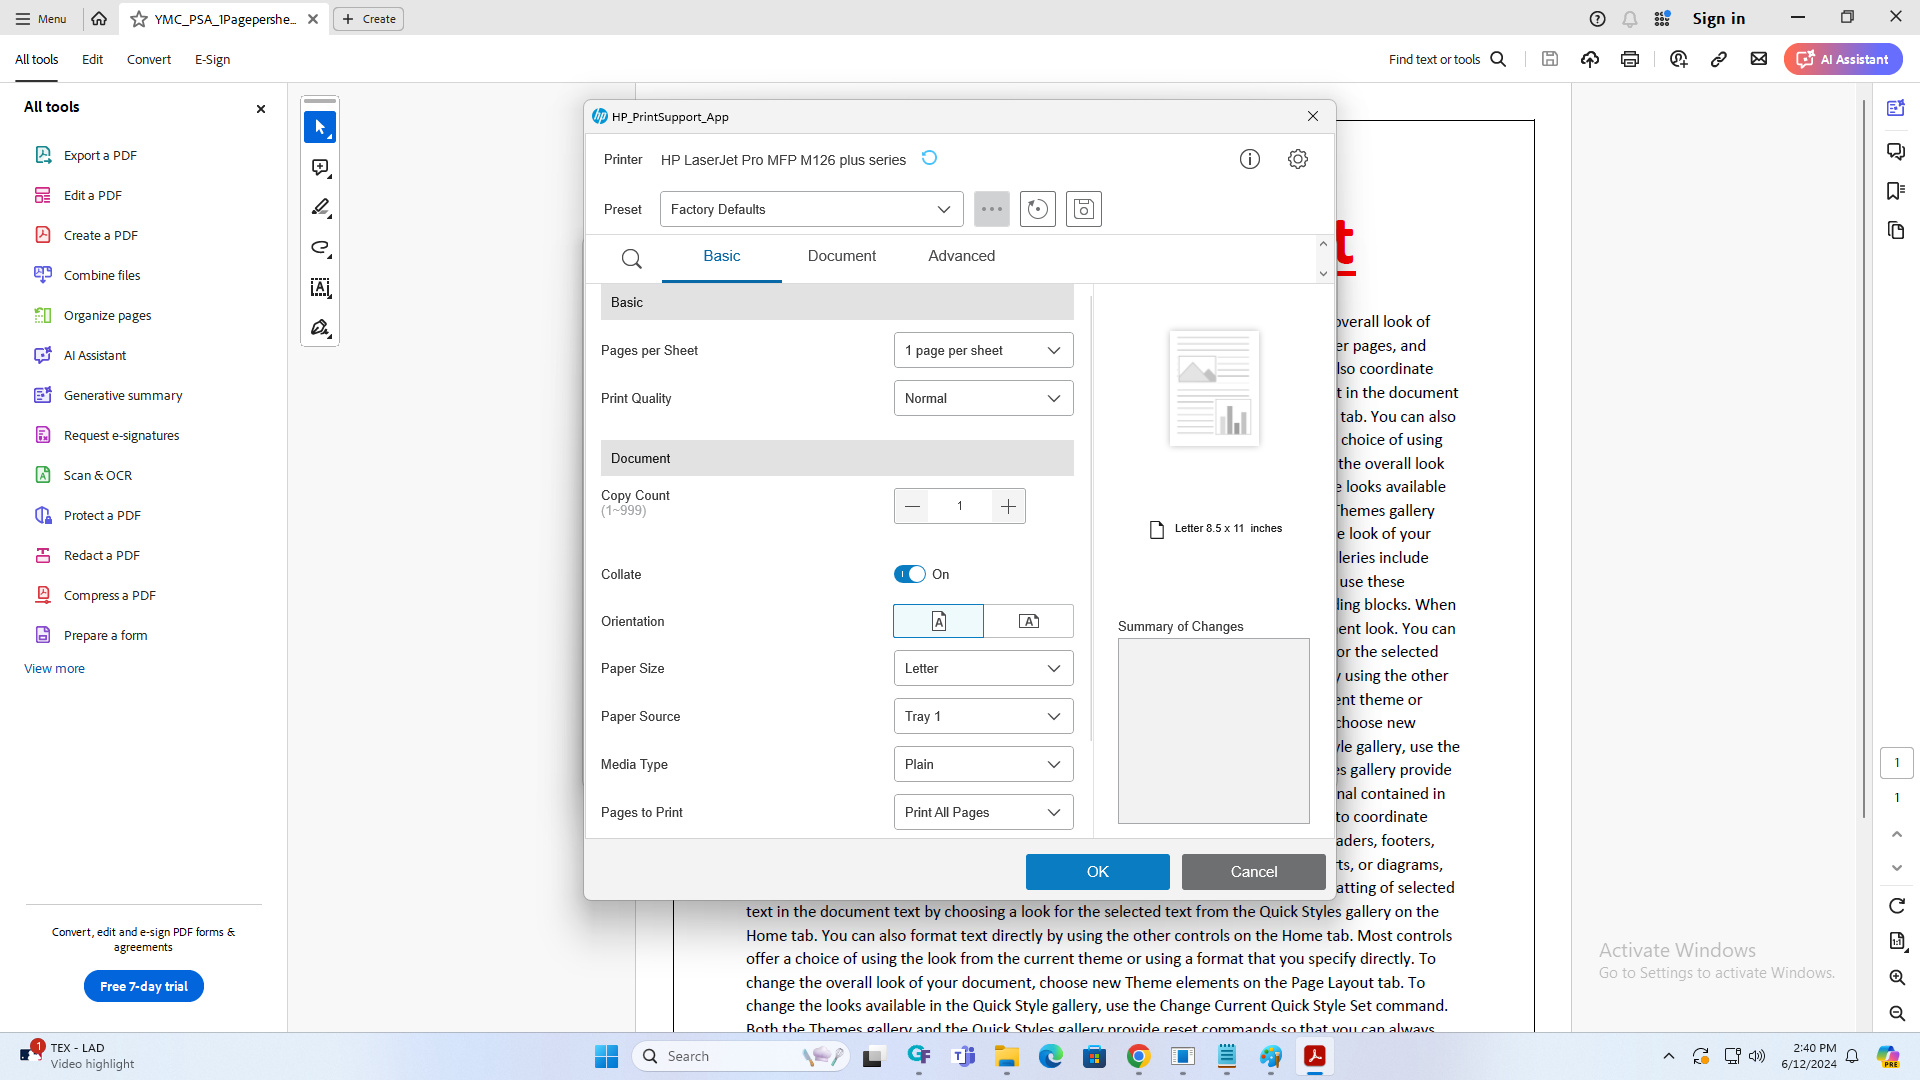 Menu
YMC_PSA_1Pagepershe...
Create
Sign in
All tools
Edit
Convert
E-Sign
Find text or tools
AI Assistant
All tools
Export a PDF
Edit a PDF
Create a PDF
Combine files
Organize pages
AI Assistant
Generative summary
Request e-signatures
Scan & OCR
Protect a PDF
Redact a PDF
Compress a PDF
Prepare a form
View more
Convert, edit and e-sign PDF forms & agreements
Free 7-day trial
HP_PrintSupport_App
Printer HP LaserJet Pro MFP M126 plus series
Preset Factory Defaults
Basic Document Advanced
Basic
Pages per Sheet 1 page per sheet
Print Quality Normal
Document
Copy Count
(1~999)
1
Collate On
Orientation
Paper Size Letter
Paper Source Tray 1
Media Type Plain
Pages to Print Print All Pages
Letter 8.5 x 11 inches
Summary of Changes
OK Cancel
t
overall look of
er pages, and
lso coordinate
t in the document
tab. You can also
choice of using
the overall look
e looks available
Themes gallery
e look of your
lleries include
use these
ding blocks. When
ent look. You can
or the selected
y using the other
ent theme or
choose new
yle gallery, use the
es gallery provide
nal contained in
to coordinate
aders, footers,
rts, or diagrams,
atting of selected
text in the document text by choosing a look for the selected text from the Quick Styles gallery on the
Home tab. You can also format text directly by using the other controls on the Home tab. Most controls
offer a choice of using the look from the current theme or using a format that you specify directly. To
change the overall look of your document, choose new Theme elements on the Page Layout tab. To
change the looks available in the Quick Style gallery, use the Change Current Quick Style Set command.
Both the Themes gallery and the Quick Styles gallery provide reset commands so that you can always
1
1
Activate Windows
Go to Settings to activate Windows.
1
TEX - LAD
Video highlight
Search
2:40 PM
6/12/2024